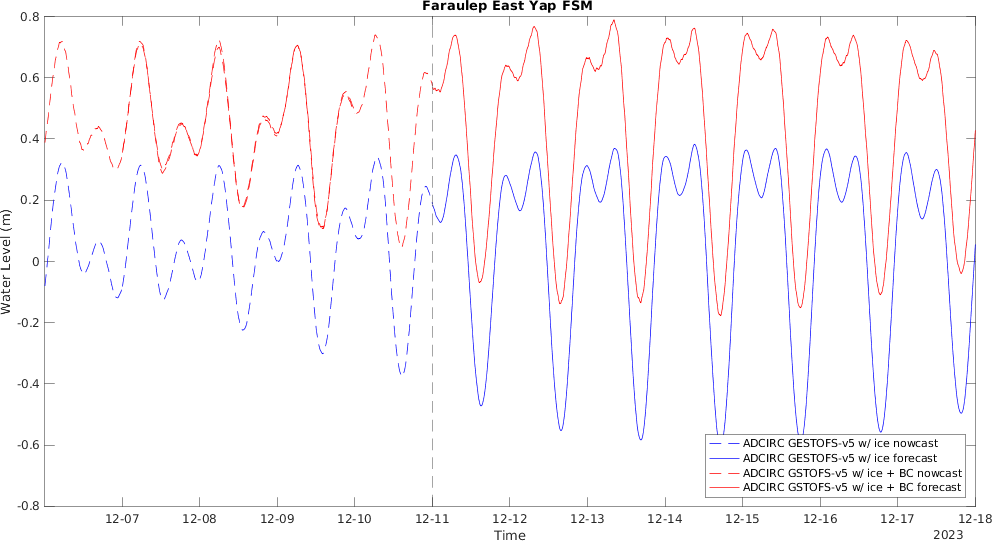 Faraulep East Yap FSM
0.8
0.6
0.4
0.2
0
-0.2
-0.4
-0.6
-0.8
Water Level (m)
ADCIRC GESTOFS-v5 w/ ice nowcast
ADCIRC GESTOFS-v5 w/ ice forecast
ADCIRC GSTOFS-v5 w/ ice + BC nowcast
ADCIRC GSTOFS-v5 w/ ice + BC forecast
12-07 12-08 12-09 12-10 12-11 12-12 12-13 12-14 12-15 12-16 12-17 12-18
Time
2023